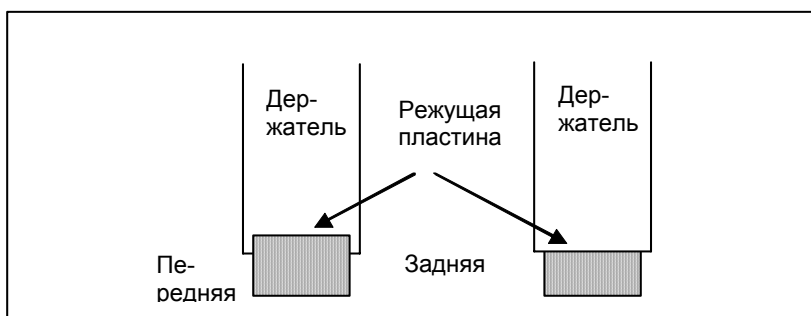 Дер-
жатель
Режущая
пластина
Дер-
жатель
Пе-
редняя
Задняя